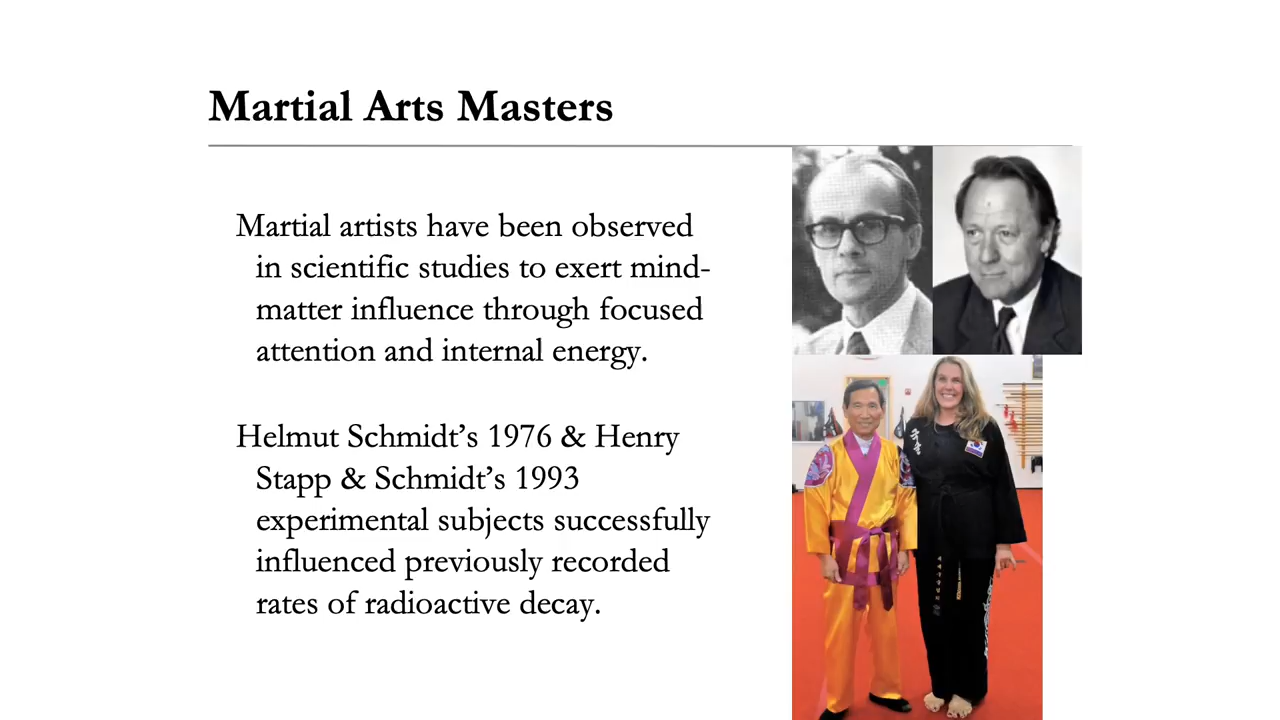 Martial Arts Masters
Martial artists have been observed
in scientific studies to exert mind-
matter influence through focused
attention and internal energy.
Helmut Schmidt's 1976 & Henry
Stapp & Schmidt's 1993
experimental subjects successfully
influenced previously recorded
rates of radioactive decay.